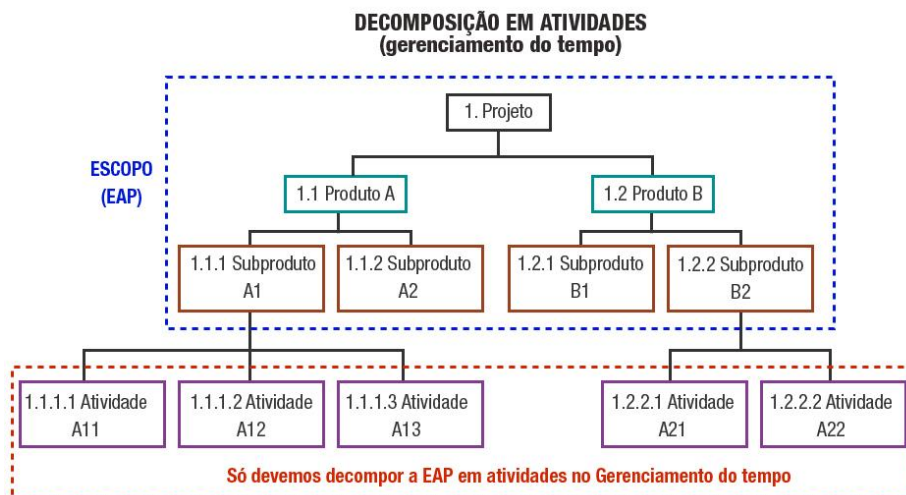 DECOMPOSIÇÃO EM ATIVIDADES
(gerenciamento do tempo)
1. Projeto
ESCOPO
(EAP)
1.1 Produto A
1.2 Produto B
1.1.1 Subproduto
A1
1.1.2 Subproduto
A2
1.2.1 Subproduto
B1
1.2.2 Subproduto
B2
1.1.1.1 Atividade
A11
1.1.1.2 Atividade
A12
1.1.1.3 Atividade
A13
1.2.2.1 Atividade
A21
1.2.2.2 Atividade
A22
Só devemos decompor a EAP em atividades no Gerenciamento do tempo